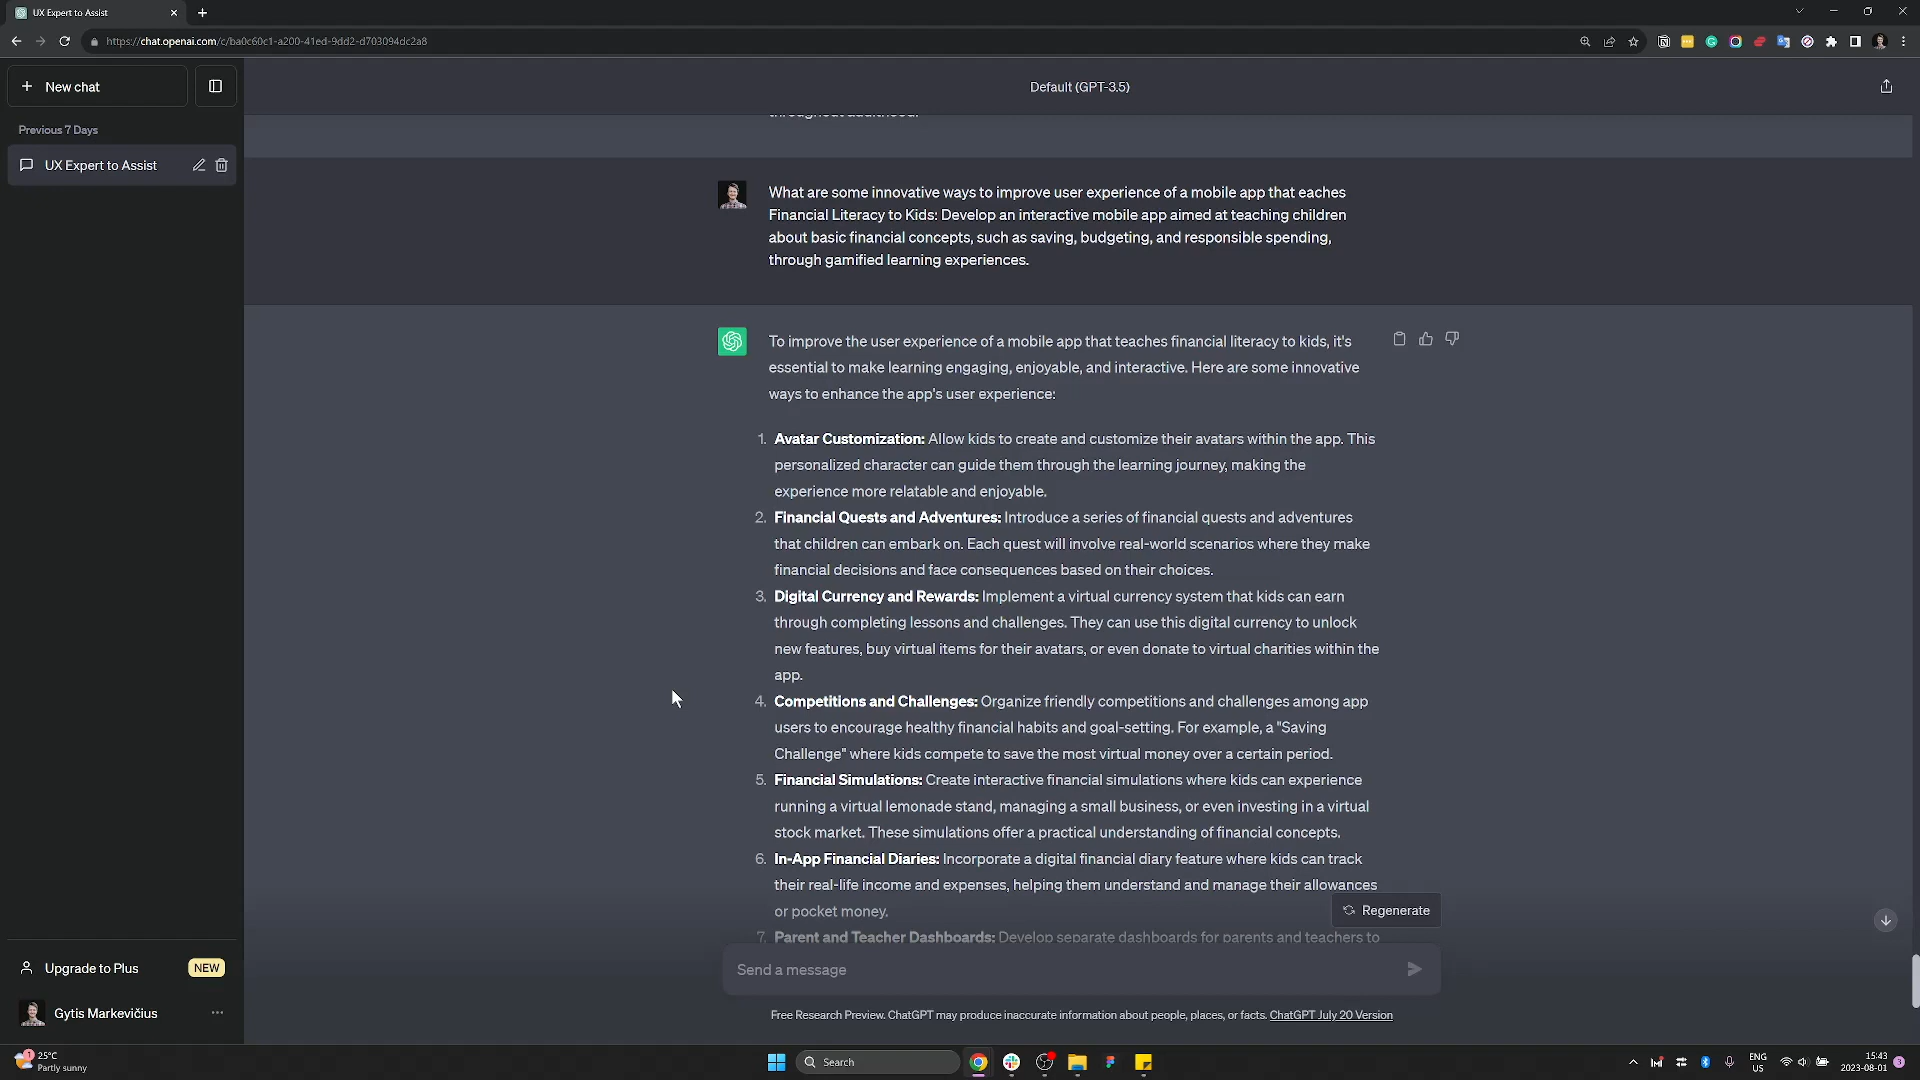 UX Expert to Assist
https://chat.openai.com/c/ba0c60c1-a200-41ed-9dd2-d703094dc2a8
New chat
Default (GPT-3.5)
Previous 7 Days
UX Expert to Assist
throughout adulthood.
What are some innovative ways to improve user experience of a mobile app that eaches
Financial Literacy to Kids: Develop an interactive mobile app aimed at teaching children
about basic financial concepts, such as saving, budgeting, and responsible spending,
through gamified learning experiences.
To improve the user experience of a mobile app that teaches financial literacy to kids, it's
essential to make learning engaging, enjoyable, and interactive. Here are some innovative
ways to enhance the app's user experience:
1. Avatar Customization: Allow kids to create and customize their avatars within the app. This
personalized character can guide them through the learning journey, making the
experience more relatable and enjoyable.
2. Financial Quests and Adventures: Introduce a series of financial quests and adventures
that children can embark on. Each quest will involve real-world scenarios where they make
financial decisions and face consequences based on their choices.
3. Digital Currency and Rewards: Implement a virtual currency system that kids can earn
through completing lessons and challenges. They can use this digital currency to unlock
new features, buy virtual items for their avatars, or even donate to virtual charities within the
app.
4. Competitions and Challenges: Organize friendly competitions and challenges among app
users to encourage healthy financial habits and goal-setting. For example, a "Saving
Challenge" where kids compete to save the most virtual money over a certain period.
5. Financial Simulations: Create interactive financial simulations where kids can experience
running a virtual lemonade stand, managing a small business, or even investing in a virtual
stock market. These simulations offer a practical understanding of financial concepts.
6. In-App Financial Diaries: Incorporate a digital financial diary feature where kids can track
their real-life income and expenses, helping them understand and manage their allowances
or pocket money.
Regenerate
7. Parent and Teacher Dashboards: Develop separate dashboards for parents and teachers to
Send a message
Upgrade to Plus NEW
Gytis Markevičius
Free Research Preview. ChatGPT may produce inaccurate information about people, places, or facts. ChatGPT July 20 Version
1
25°C
Partly sunny
Search
ENG
US
15:43
2023-08-01
3